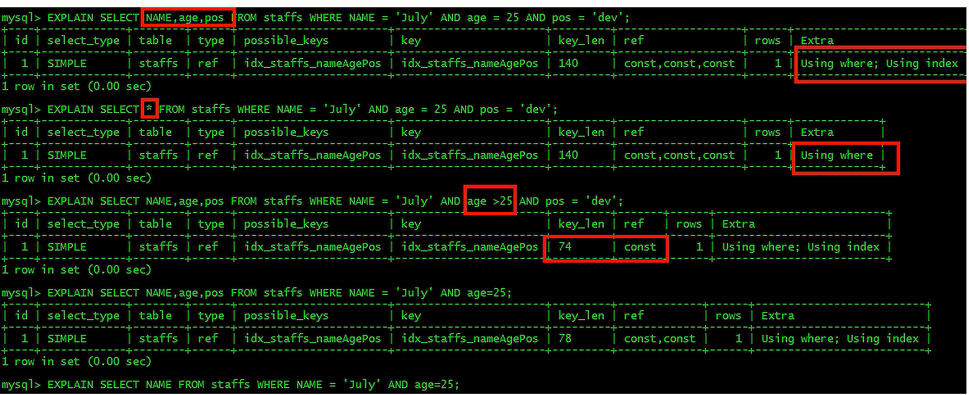 mysql> EXPLAIN SELECT NAME,age,pos FROM staffs WHERE NAME = 'July' AND age = 25 AND pos = 'dev';
| id | select_type | table | type | possible_keys | key | key_len | ref | rows | Extra
| 1 | SIMPLE | staffs | ref | idx_staffs_nameAgePos | idx_staffs_nameAgePos | 140 | const,const,const | 1 | Using where; Using index
1 row in set (0.00 sec)
mysql> EXPLAIN SELECT * FROM staffs WHERE NAME = 'July' AND age = 25 AND pos = 'dev';
| id | select_type | table | type | possible_keys | key | key_len | ref | rows | Extra |
| 1 | SIMPLE | staffs | ref | idx_staffs_nameAgePos | idx_staffs_nameAgePos | 140 | const,const,const | 1 | Using where |
1 row in set (0.00 sec)
mysql> EXPLAIN SELECT NAME,age,pos FROM staffs WHERE NAME = 'July' AND age >25 AND pos = 'dev';
| id | select_type | table | type | possible_keys | key | key_len | ref | rows | Extra |
| 1 | SIMPLE | staffs | ref | idx_staffs_nameAgePos | idx_staffs_nameAgePos | 74 | const | 1 | Using where; Using index |
1 row in set (0.00 sec)
mysql> EXPLAIN SELECT NAME,age,pos FROM staffs WHERE NAME = 'July' AND age=25;
| id | select_type | table | type | possible_keys | key | key_len | ref | rows | Extra |
| 1 | SIMPLE | staffs | ref | idx_staffs_nameAgePos | idx_staffs_nameAgePos | 78 | const,const | 1 | Using where; Using index |
1 row in set (0.00 sec)
mysql> EXPLAIN SELECT NAME FROM staffs WHERE NAME = 'July' AND age=25;